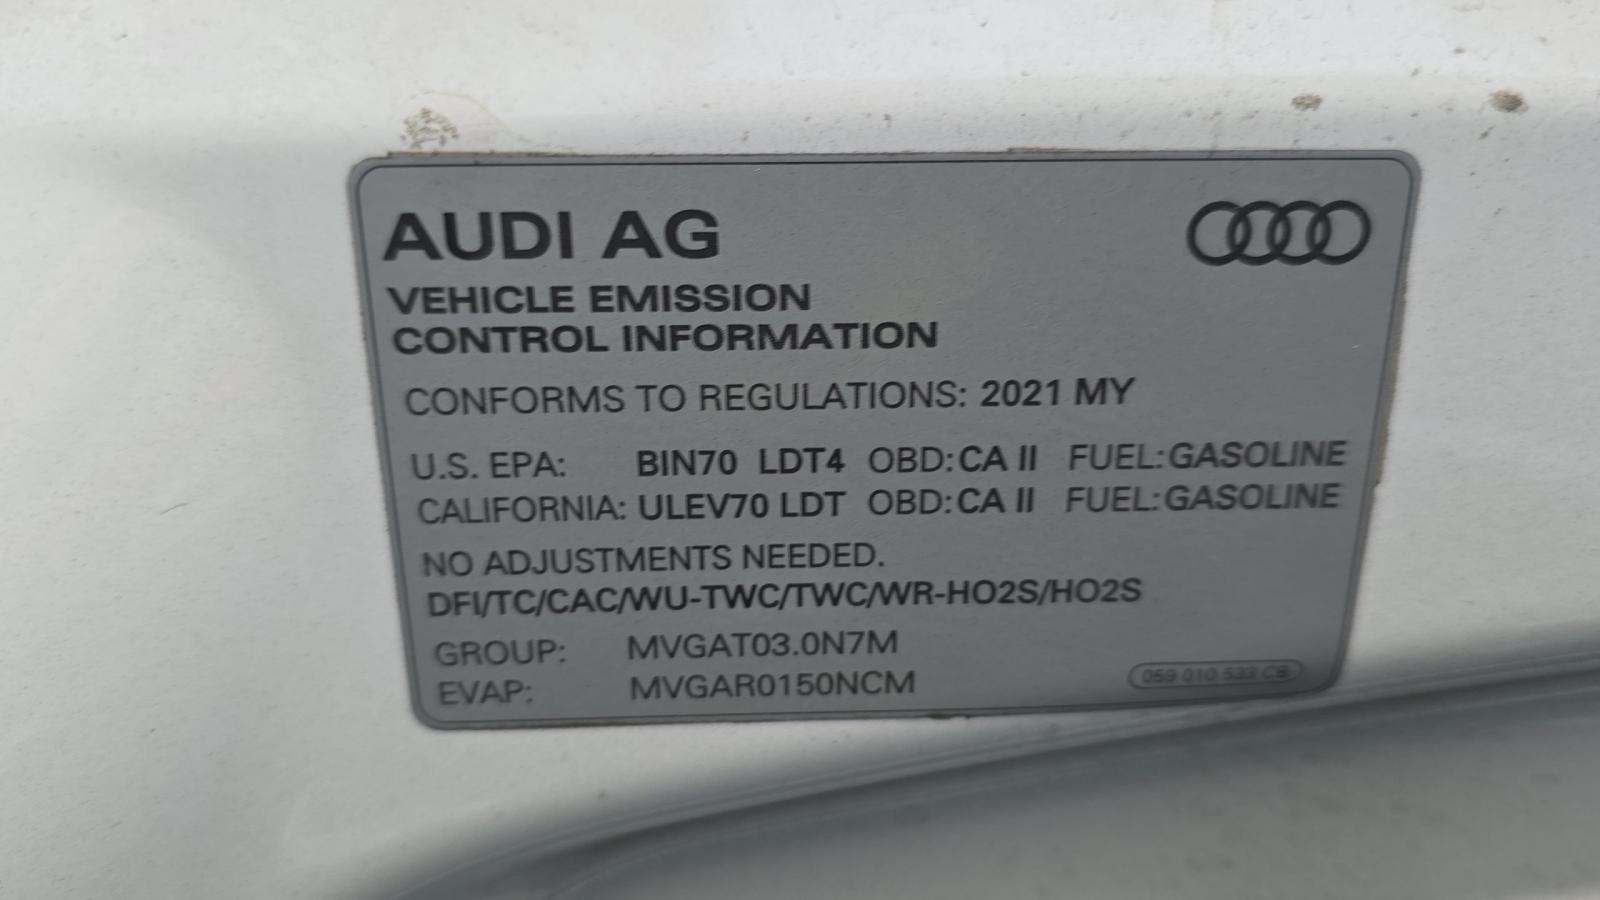 AUDI AG
VEHICLE EMISSION
CONTROL INFORMATION
CONFORMS TO REGULATIONS: 2021 MY
U.S. EPA: BIN70 LDT4 OBD: CA II FUEL: GASOLINE
CALIFORNIA: ULEV70 LDT OBD: CA II FUEL: GASOLINE
NO ADJUSTMENTS NEEDED.
DFI/TC/CAC/WU-TWC/TWC/WR-HO2S/HO2S
GROUP: MVGAT03.0N7M
EVAP: MVGAR0150NCM
059 010